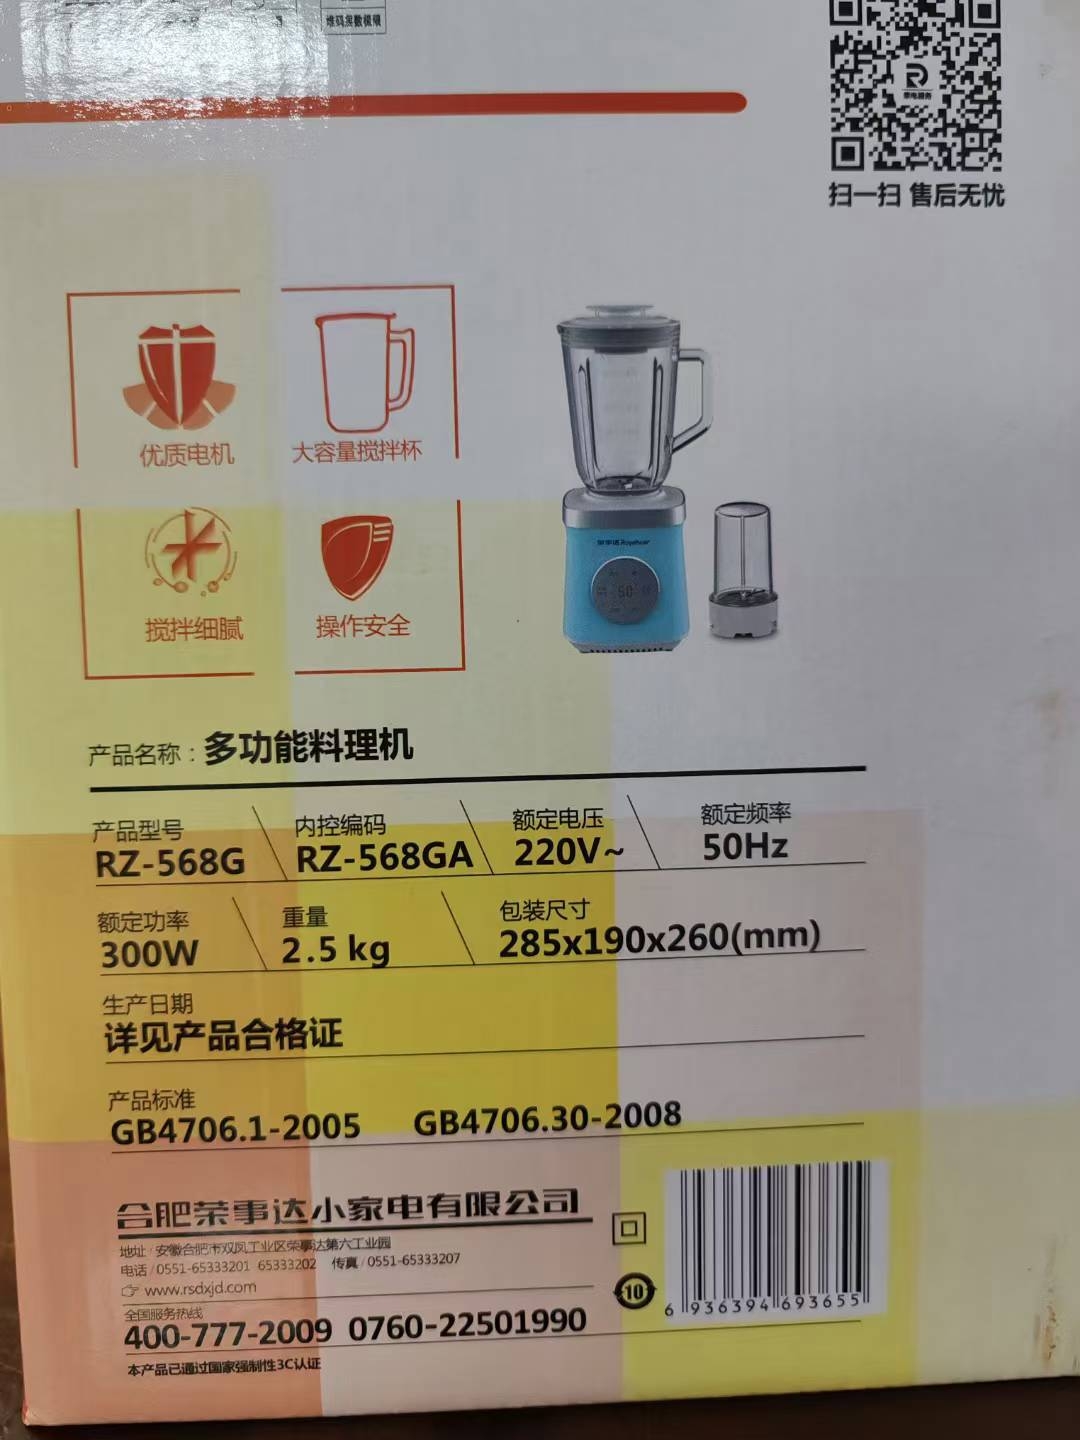 扫一扫 售后无忧
优质电机
大容量搅拌杯
搅拌细腻
操作安全
荣事达 Royalstar
50
产品名称：多功能料理机
产品型号 内控编码 额定电压 额定频率
RZ-568G RZ-568GA 220V~ 50Hz
额定功率 重量 包装尺寸
300W 2.5 kg 285x190x260(mm)
生产日期
详见产品合格证
产品标准
GB4706.1-2005 GB4706.30-2008
合肥荣事达小家电有限公司
地址 / 安徽合肥市双凤工业区荣事达第六工业园
电话 / 0551-65333201 65333202 传真 / 0551-65333207
www.rsdxjd.com
全国服务热线
400-777-2009 0760-22501990
本产品已通过国家强制性3C认证
10
6 936394 693655